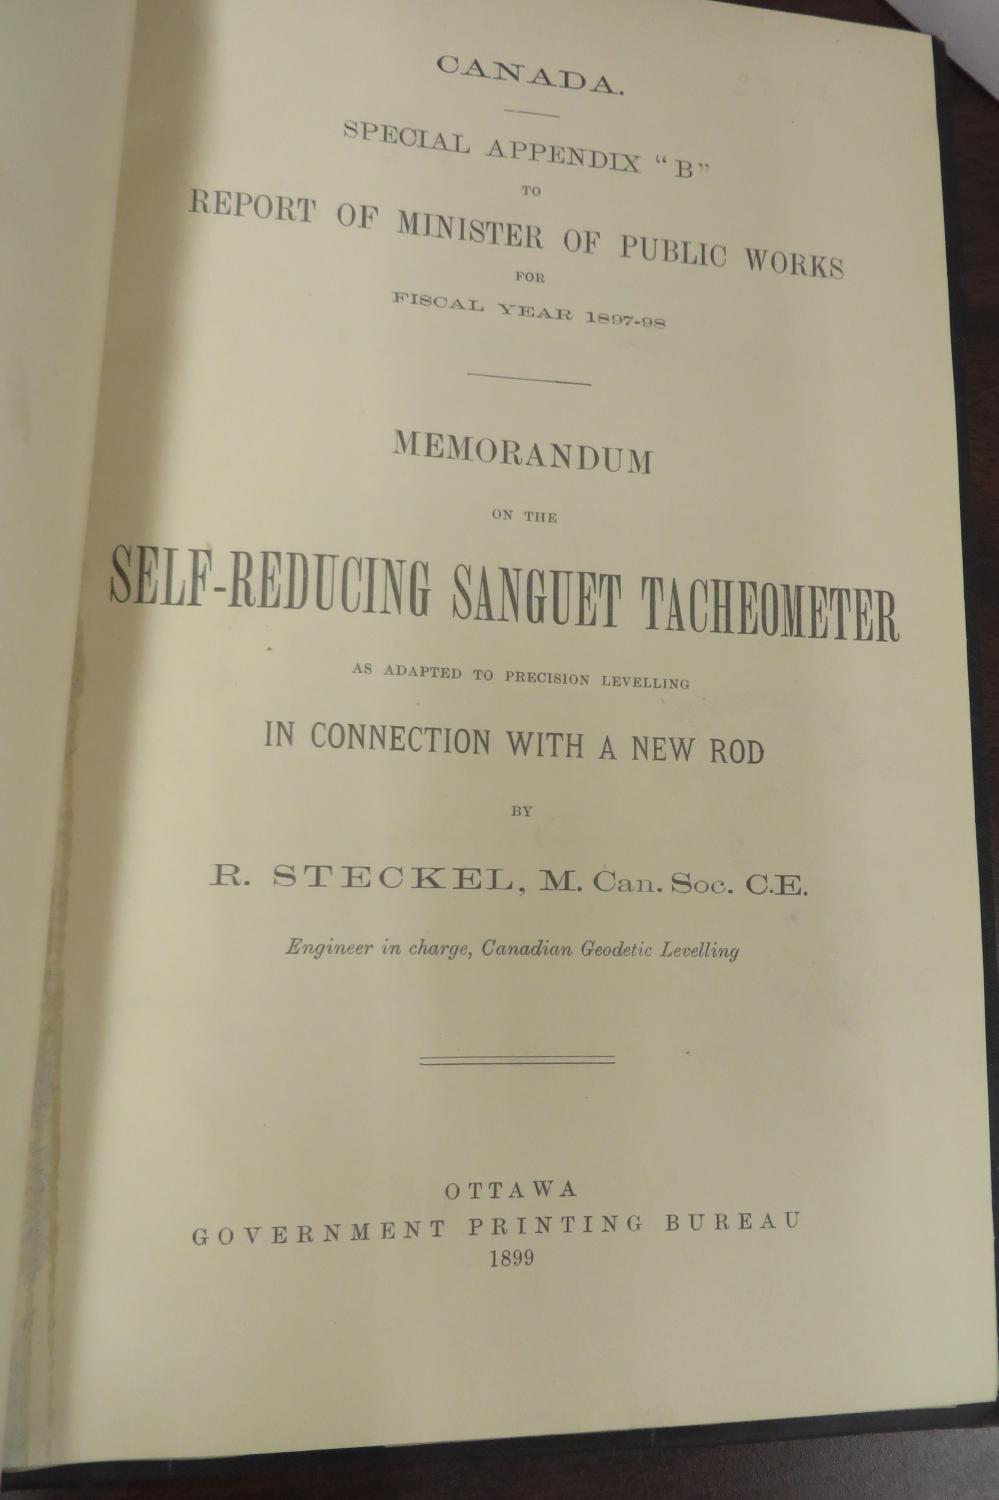 CANADA.
SPECIAL APPENDIX "B"
TO
REPORT OF MINISTER OF PUBLIC WORKS
FOR
FISCAL YEAR 1897-98
MEMORANDUM
ON THE
SELF-REDUCING SANGUET TACHEOMETER
AS ADAPTED TO PRECISION LEVELLING
IN CONNECTION WITH A NEW ROD
BY
R. STECKEL, M. Can. Soc. C.E.
Engineer in charge, Canadian Geodetic Levelling
OTTAWA
GOVERNMENT PRINTING BUREAU
1899